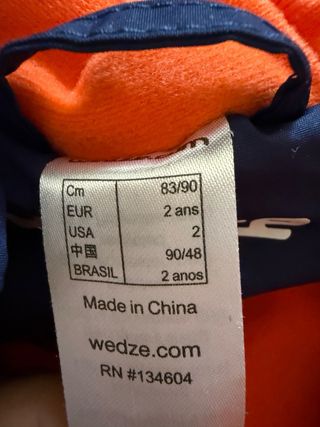 Cm 83/90
EUR 2 ans
USA 2
中国 90/48
BRASIL 2 anos
Made in China
wedze.com
RN #134604